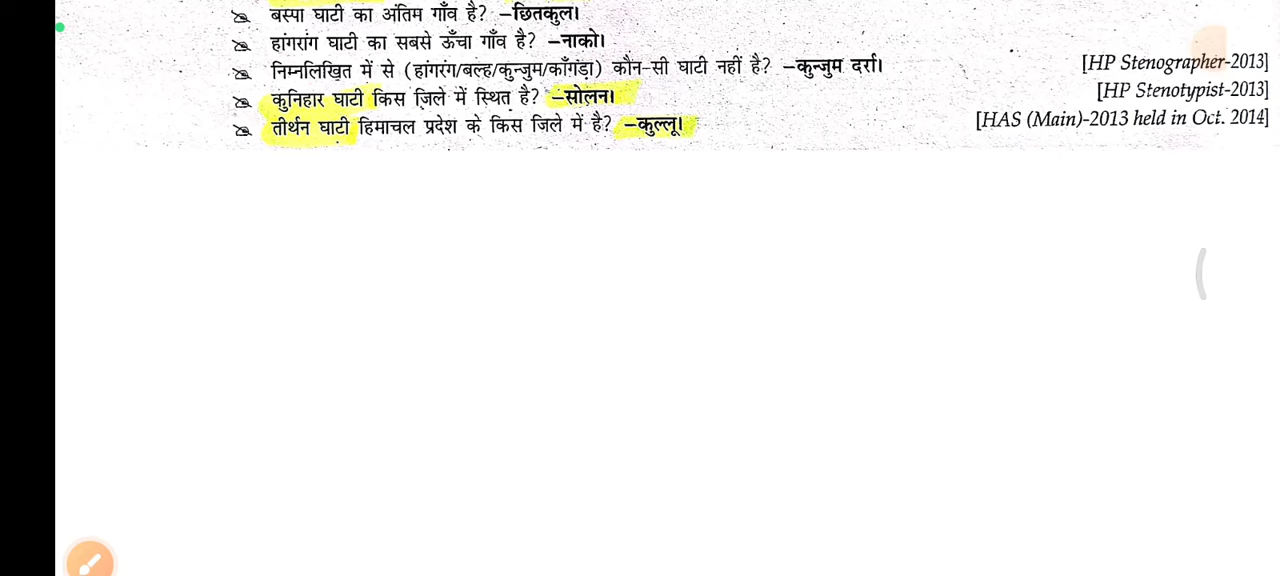 बस्पा घाटी का अंतिम गाँव है? –छितकुल।
हांगरांग घाटी का सबसे ऊँचा गाँव है? –नाको।
निम्नलिखित में से (हांगरंग/बल्ह/कुन्जुम/काँगड़ा) कौन-सी घाटी नहीं है? –कुन्जुम दर्रा। [HP Stenographer-2013]
कुनिहार घाटी किस ज़िले में स्थित है? –सोलन। [HP Stenotypist-2013]
तीर्थन घाटी हिमाचल प्रदेश के किस जिले में है? –कुल्लू। [HAS (Main)-2013 held in Oct. 2014]